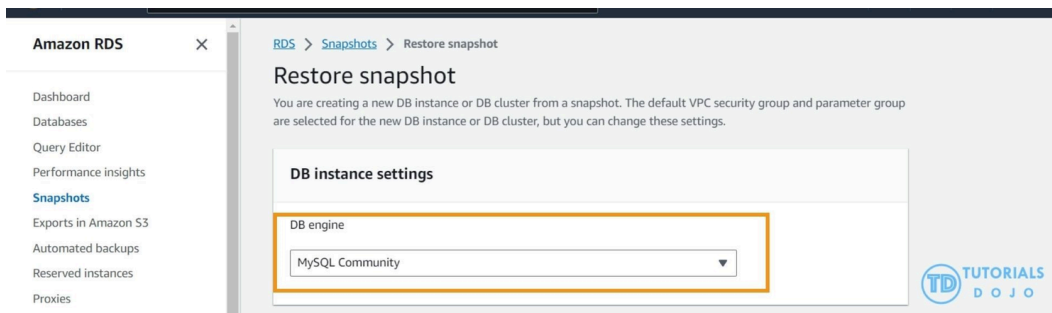 Amazon RDS
Dashboard
Databases
Query Editor
Performance insights
Snapshots
Exports in Amazon S3
Automated backups
Reserved instances
Proxies
RDS > Snapshots > Restore snapshot
Restore snapshot
You are creating a new DB instance or DB cluster from a snapshot. The default VPC security group and parameter group
are selected for the new DB instance or DB cluster, but you can change these settings.
DB instance settings
DB engine
MySQL Community
TD
TUTORIALS
DOJO